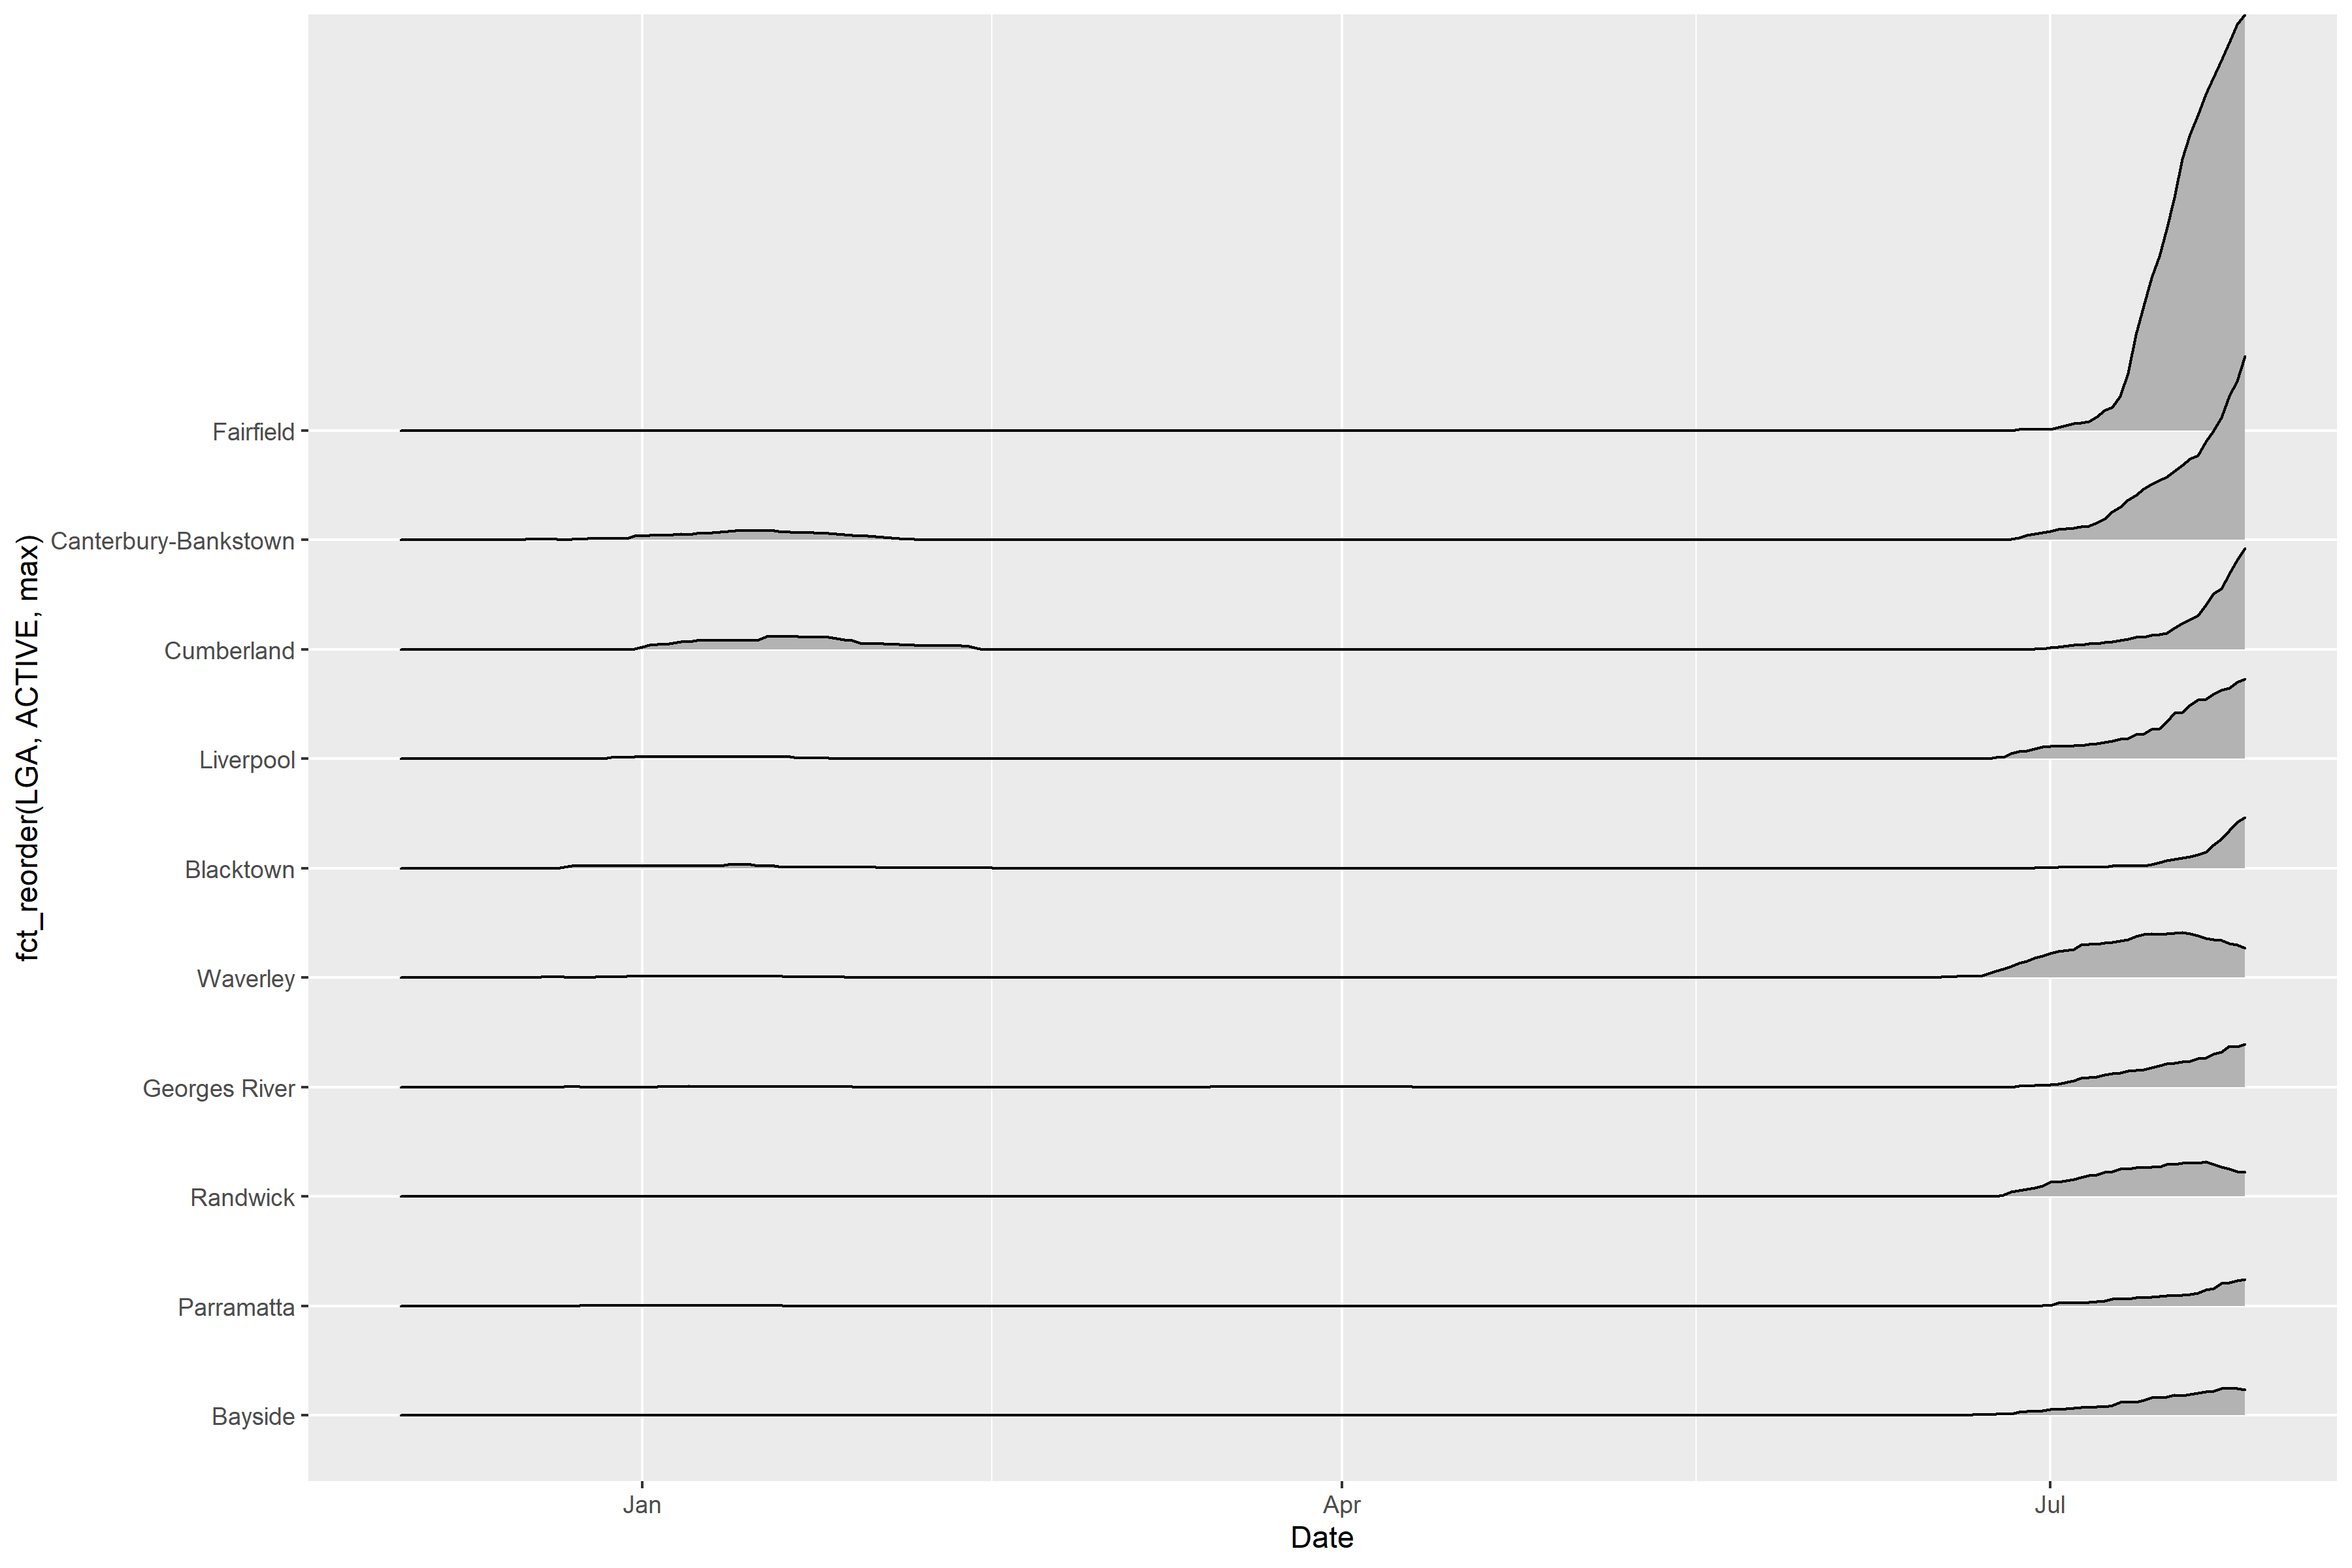 fct_reorder(LGA, ACTIVE, max)
Fairfield
Canterbury-Bankstown
Cumberland
Liverpool
Blacktown
Waverley
Georges River
Randwick
Parramatta
Bayside
Jan Apr Jul
Date